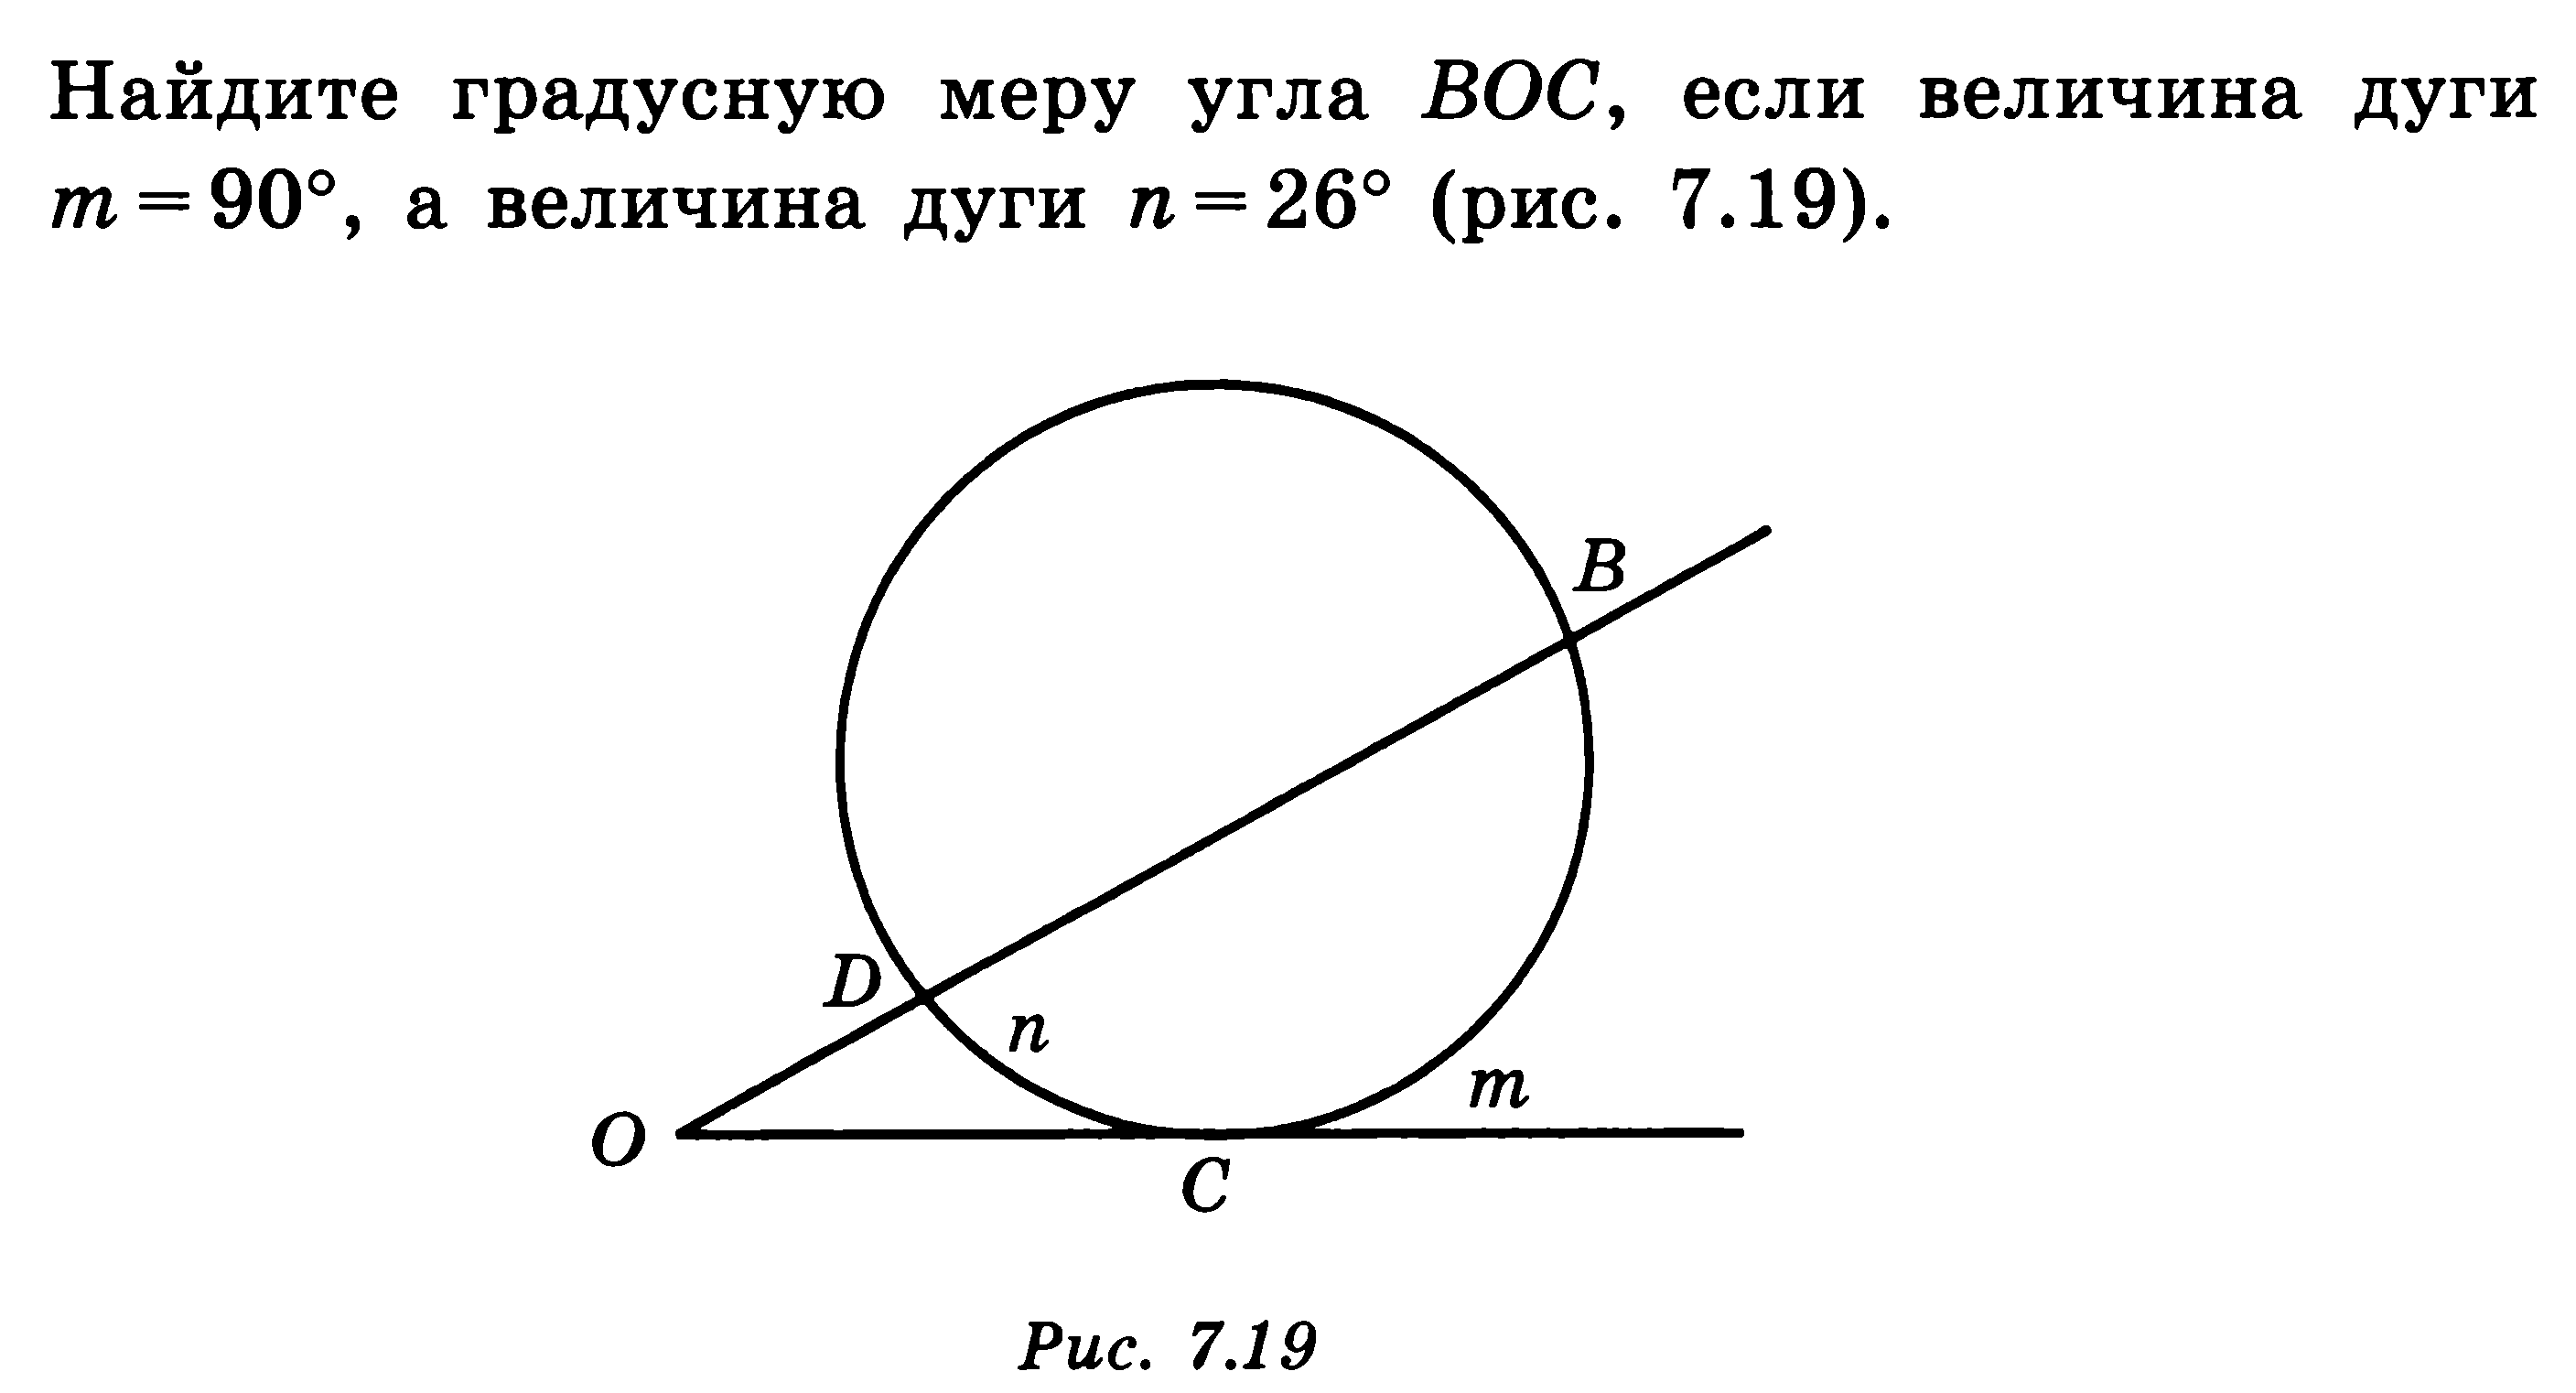 Найдите градусную меру угла BOC, если величина дуги
m = 90°, а величина дуги n = 26° (рис. 7.19).
B
D
n
m
O
C
Рис. 7.19